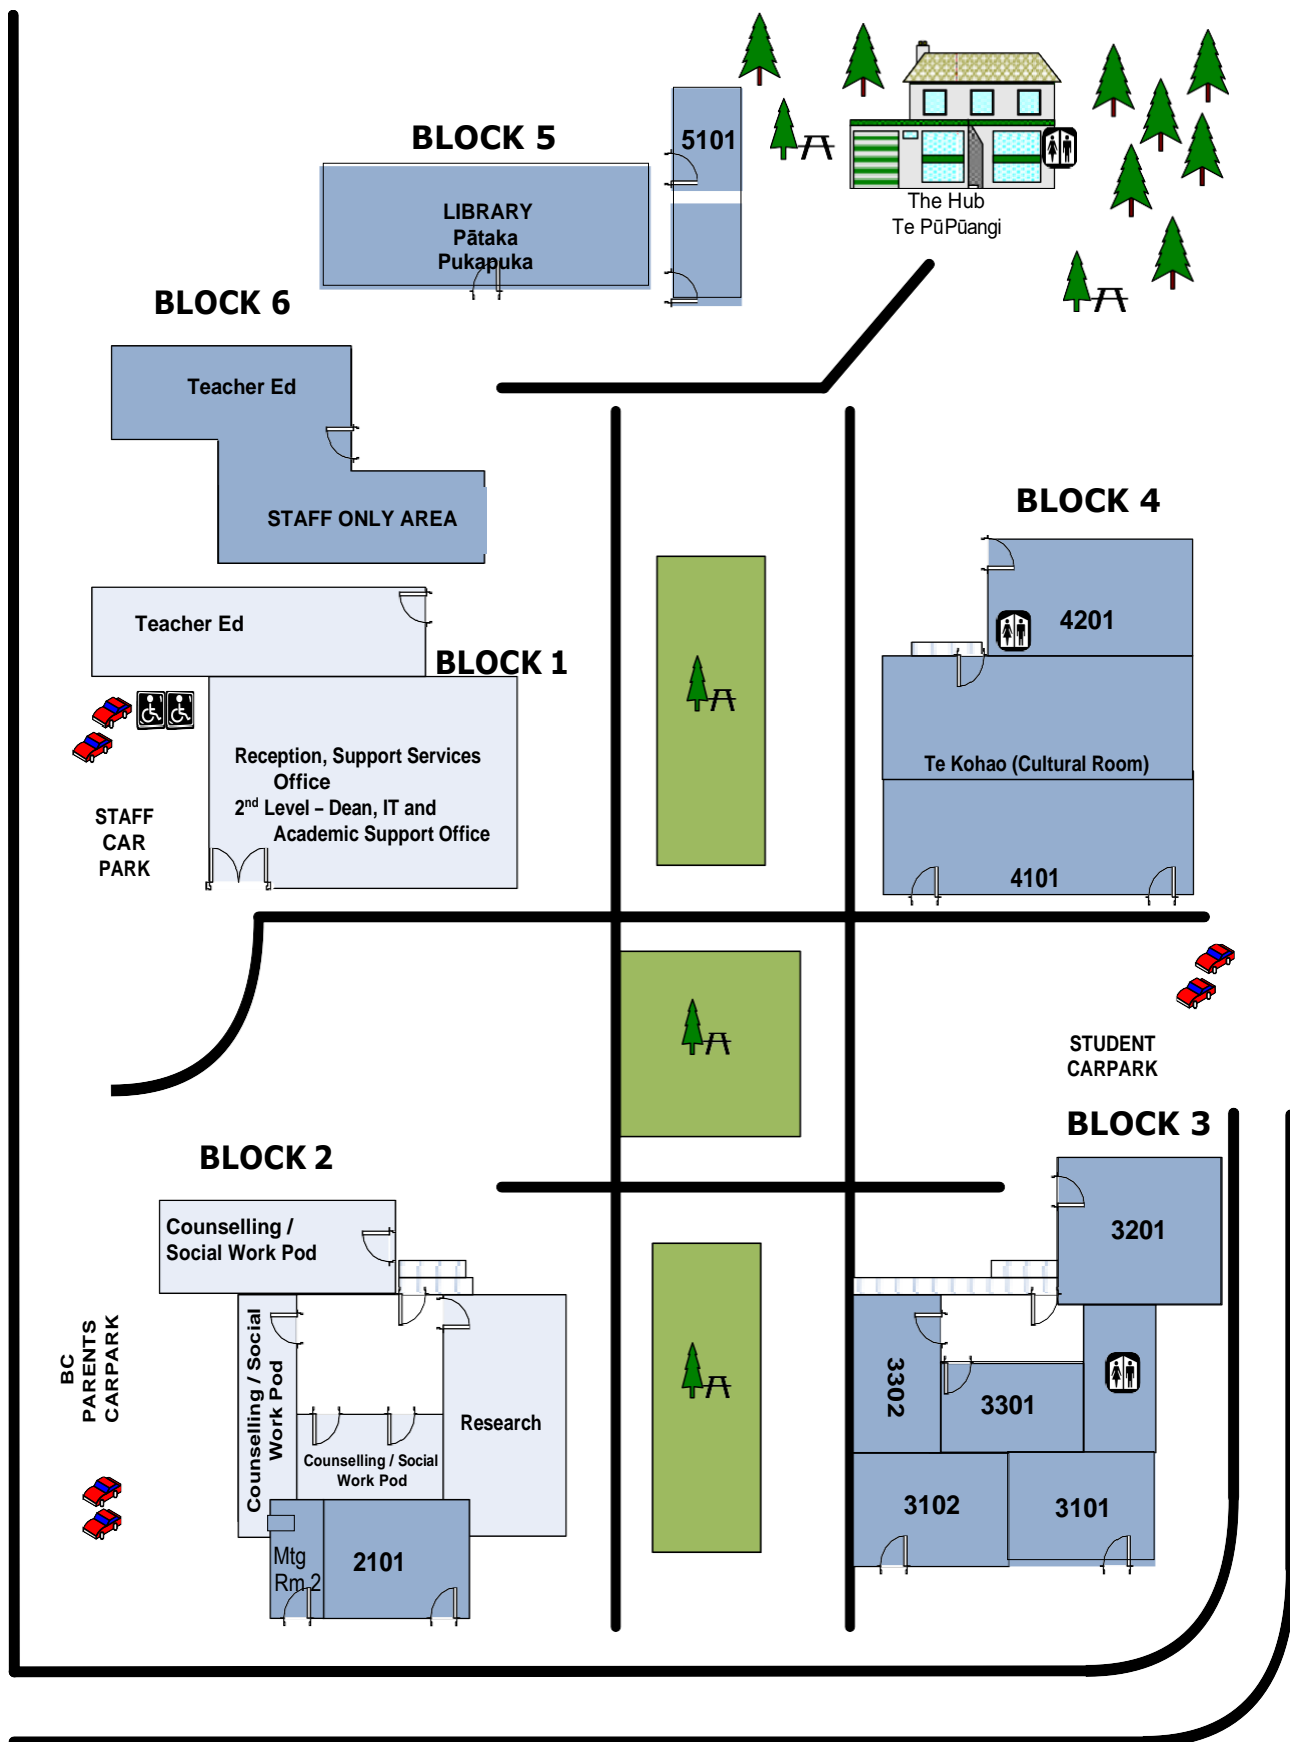 BLOCK 5
5101
LIBRARY
Pātaka
Pukapuka
The Hub
Te PūPūangi
BLOCK 6
Teacher Ed
STAFF ONLY AREA
BLOCK 4
4201
Te Kohao (Cultural Room)
4101
Teacher Ed
BLOCK 1
Reception, Support Services
Office
2nd Level – Dean, IT and
Academic Support Office
STAFF
CAR
PARK
STUDENT
CARPARK
BLOCK 3
3201
3302
3301
3102
3101
BLOCK 2
Counselling /
Social Work Pod
Counselling / Social
Work Pod
Counselling / Social
Work Pod
Research
Mtg
Rm 2
2101
BC
PARENTS
CARPARK